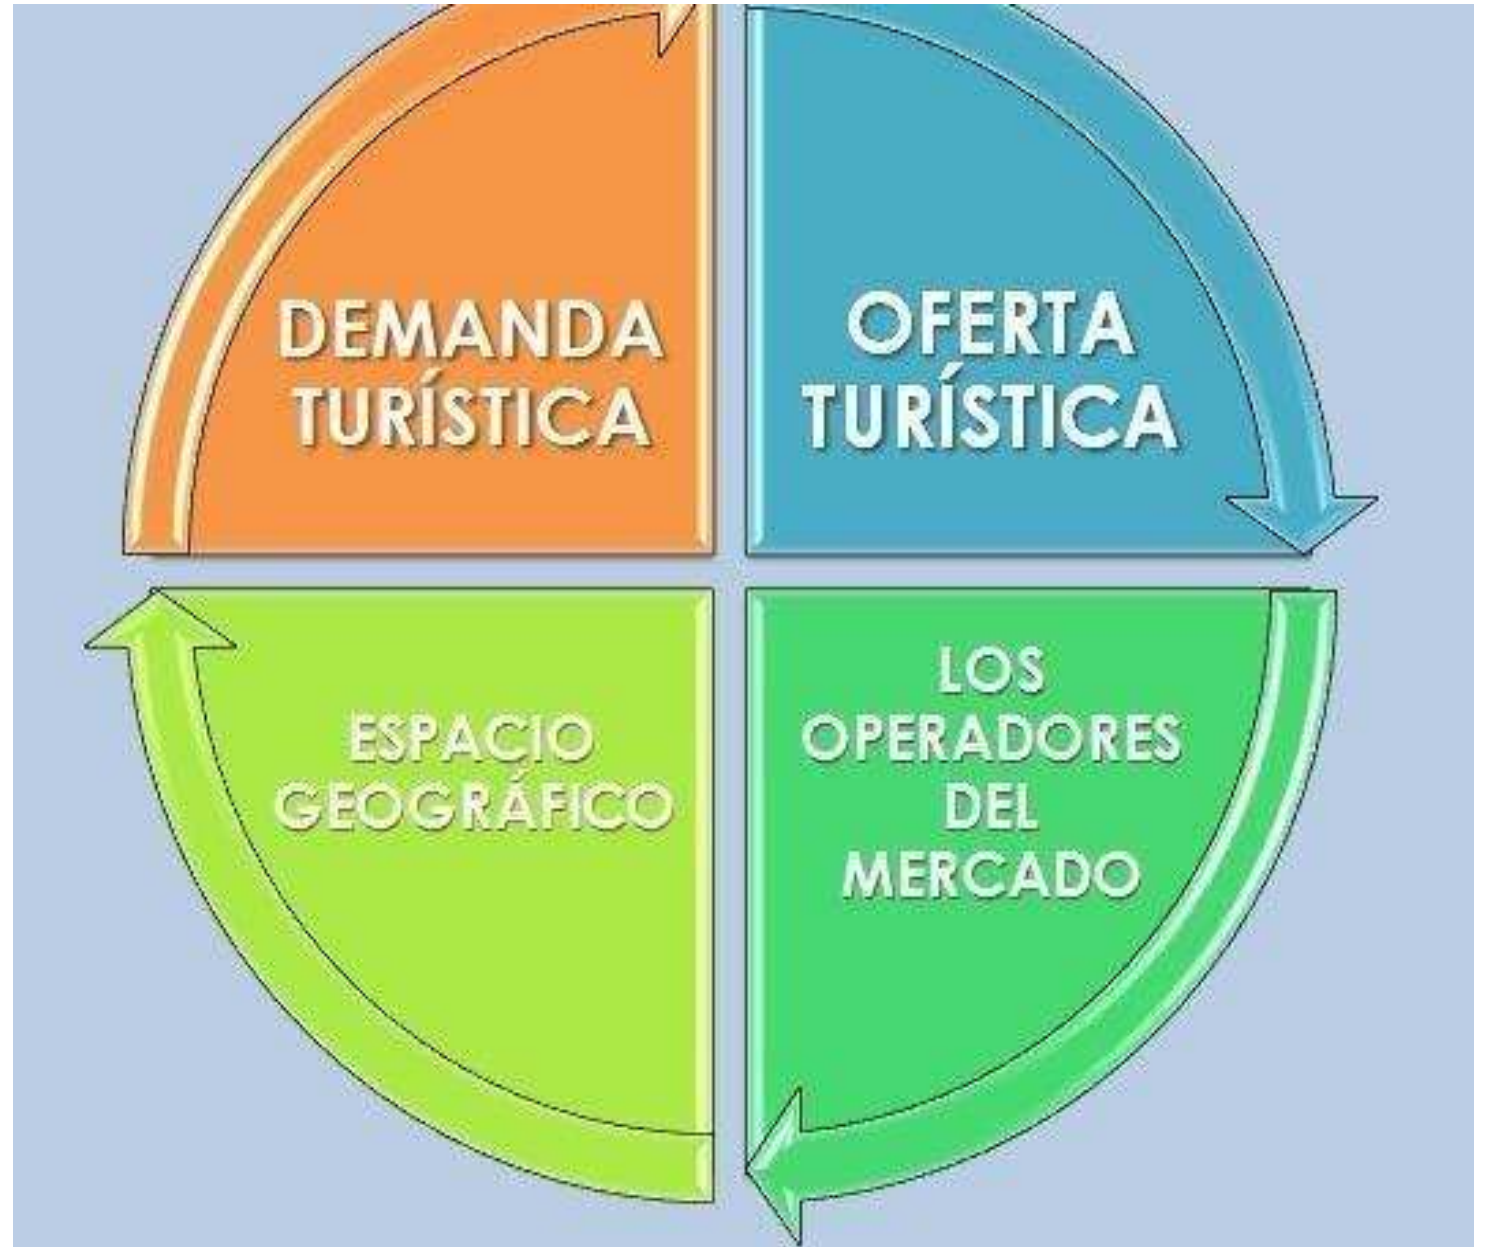 DEMANDA
TURÍSTICA
OFERTA
TURÍSTICA
ESPACIO
GEOGRÁFICO
LOS
OPERADORES
DEL
MERCADO